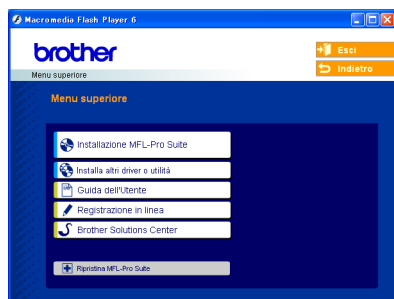 Macromedia Flash Player 6
brother
Esci
Indietro
Menu superiore
Menu superiore
Installazione MFL-Pro Suite
Installa altri driver o utilità
Guida dell'Utente
Registrazione in linea
Brother Solutions Center
Ripristina MFL-Pro Suite